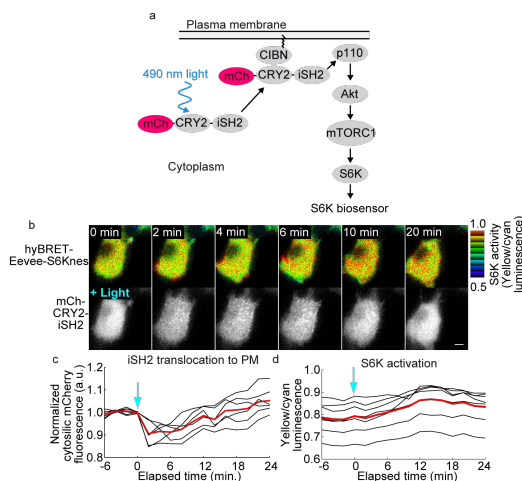 a
Plasma membrane
CIBN
p110
mCh
CRY2
iSH2
490 nm light
Akt
mCh
CRY2
iSH2
mTORC1
Cytoplasm
S6K
S6K biosensor
b
0 min
2 min
4 min
6 min
10 min
20 min
hyBRET-
Eevee-S6Knes
1.0
0.5
S6K activity
(Yellow/cyan
luminescence)
+ Light
mCh-
CRY2-
iSH2
c
iSH2 translocation to PM
Normalized
cytosilic mCherry
fluorescence (a.u.)
1.2
1.1
1.0
0.9
0.8
-6 0 6 12 18 24
Elapsed time (min.)
d
S6K activation
Yellow/cyan
luminescence
1.0
0.9
0.8
0.7
0.6
-6 0 6 12 18 24
Elapsed time (min.)